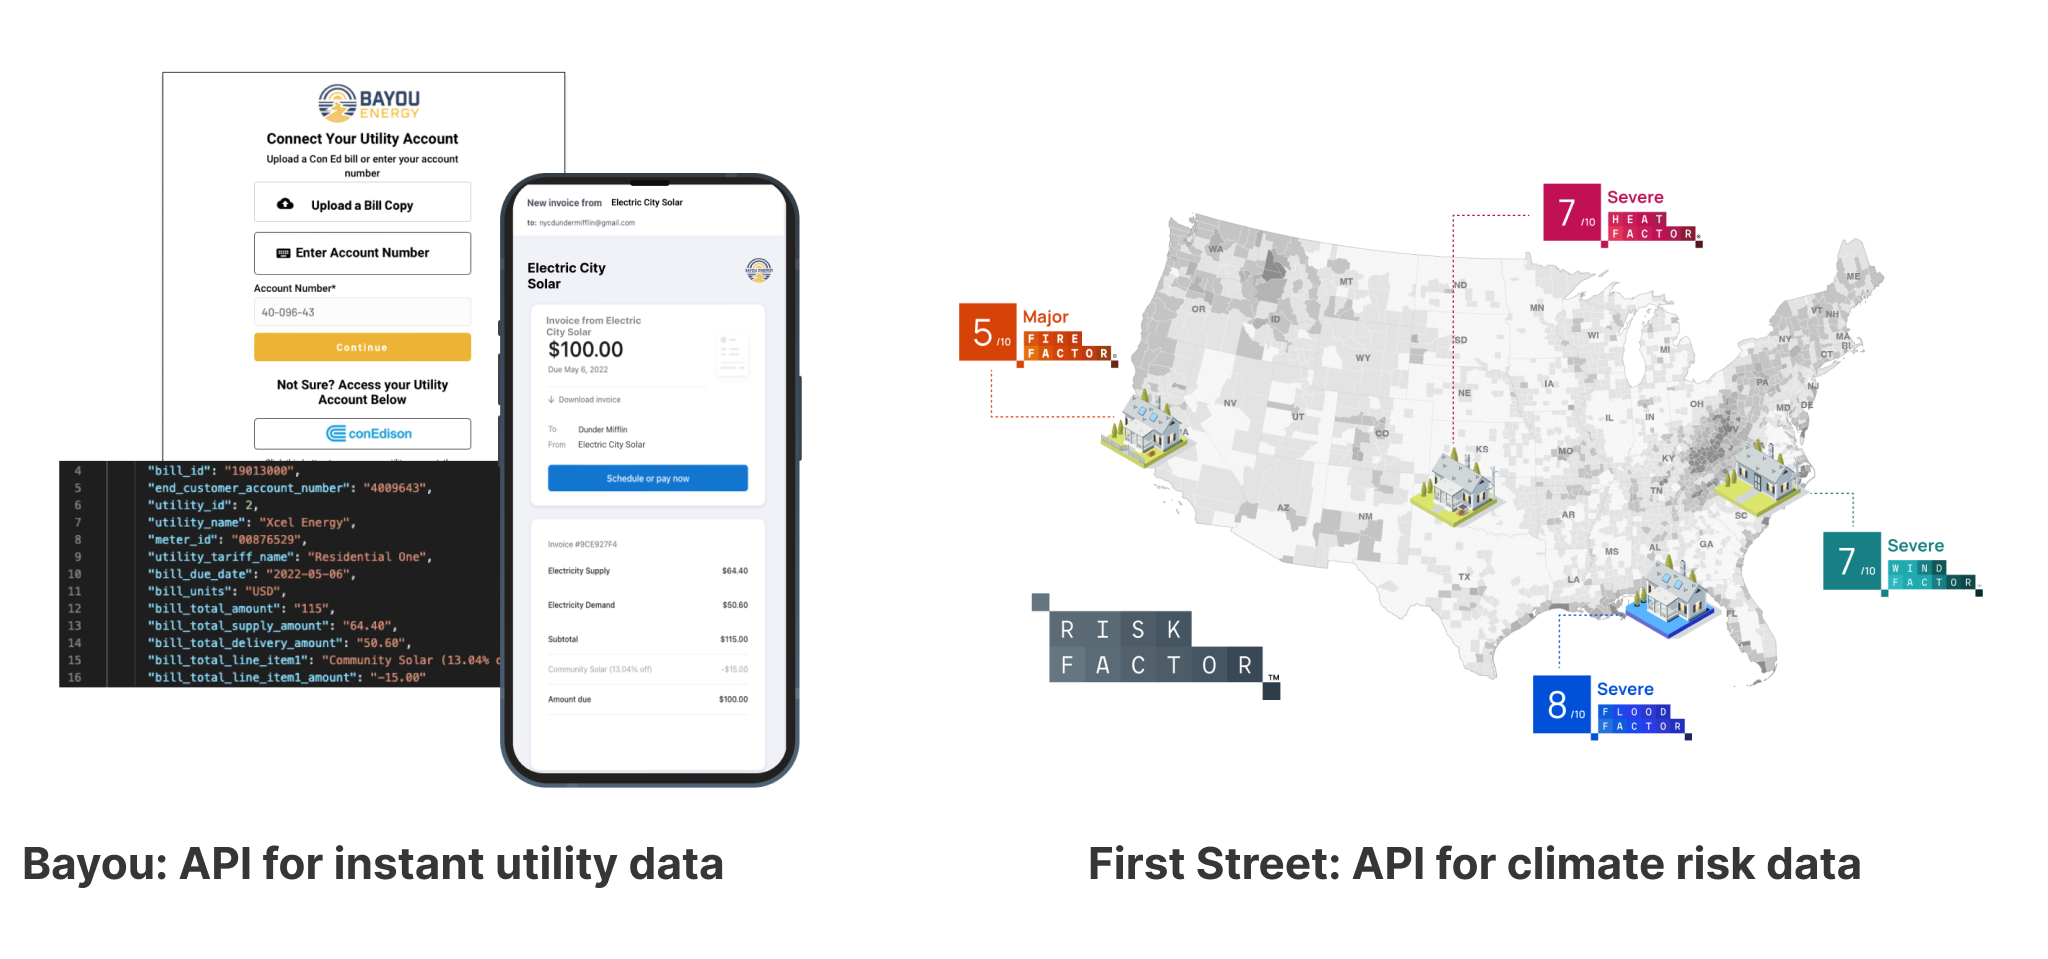 BAYOU
ENERGY
Connect Your Utility Account
Upload a Con Ed bill or enter your account
number
Upload a Bill Copy
Enter Account Number
Account Number*
40-096-43
Continue
Not Sure? Access your Utility
Account Below
conEdison
4 "bill_id": "19013000",
5 "end_customer_account_number": "4009643",
6 "utility_id": 2,
7 "utility_name": "Xcel Energy",
8 "meter_id": "00876529",
9 "utility_tariff_name": "Residential One",
10 "bill_due_date": "2022-05-06",
11 "bill_units": "USD",
12 "bill_total_amount": "115",
13 "bill_total_supply_amount": "64.40",
14 "bill_total_delivery_amount": "50.60",
15 "bill_total_line_item1": "Community Solar (13.04%
16 "bill_total_line_item1_amount": "-15.00"
New invoice from Electric City Solar
to: nycdundermifflin@gmail.com
Electric City
Solar
BAYOU ENERGY
Invoice from Electric
City Solar
$100.00
Due May 6, 2022
Download invoice
To Dunder Mifflin
From Electric City Solar
Schedule or pay now
Invoice #9CE927F4
Electricity Supply $64.40
Electricity Demand $50.60
Subtotal $115.00
Community Solar (13.04% off) -$15.00
Amount due $100.00
Bayou: API for instant utility data
7/10 Severe
HEAT
FACTOR
5/10 Major
FIRE
FACTOR
WA
MT
ND
ME
OR
ID
MN
VT
NH
SD
WI
MI
NY
MA
RI
CT
WY
IA
PA
NJ
NV
UT
NE
IL
IN
OH
MD
DE
CO
KS
MO
KY
AZ
NM
AR
TN
SC
MS
AL
GA
TX
LA
FL
7/10 Severe
WIND
FACTOR
RISK
FACTOR™
8/10 Severe
FLOOD
FACTOR
First Street: API for climate risk data